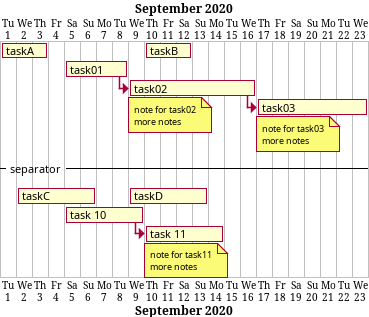 September 2020
Tu We Th Fr Sa Su Mo Tu We Th Fr Sa Su Mo Tu We Th Fr Sa Su Mo Tu We
1 2 3 4 5 6 7 8 9 10 11 12 13 14 15 16 17 18 19 20 21 22 23
taskA taskB
task01
task02
note for task02
more notes
task03
note for task03
more notes
separator
taskC taskD
task 10
task 11
note for task11
more notes
Tu We Th Fr Sa Su Mo Tu We Th Fr Sa Su Mo Tu We Th Fr Sa Su Mo Tu We
1 2 3 4 5 6 7 8 9 10 11 12 13 14 15 16 17 18 19 20 21 22 23
September 2020